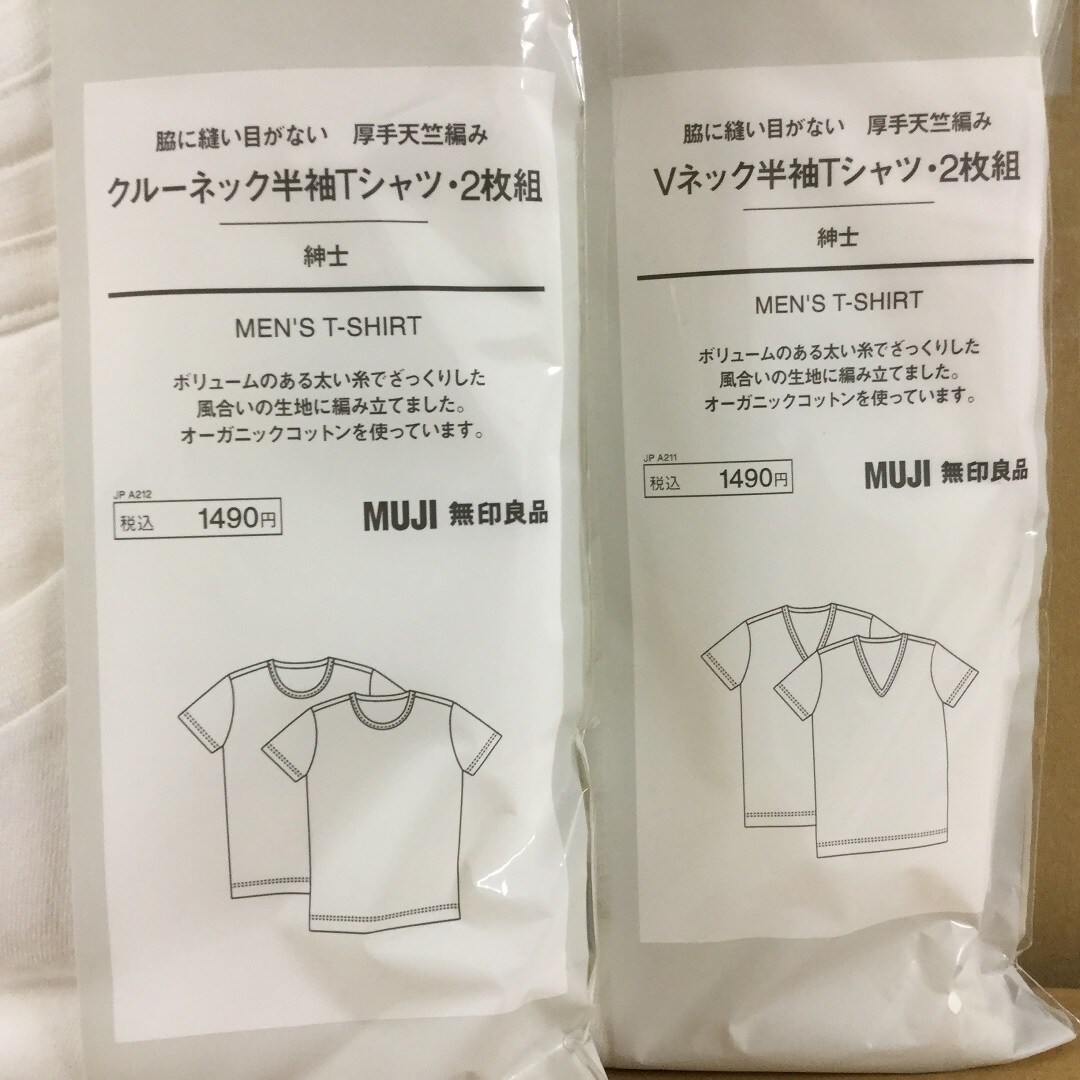 脇に縫い目がない 厚手天竺編み
クルーネック半袖Tシャツ・2枚組
紳士
MEN'S T-SHIRT
ボリュームのある太い糸でざっくりした
風合いの生地に編み立てました。
オーガニックコットンを使っています。
JP A212
税込 1490円
MUJI 無印良品
脇に縫い目がない 厚手天竺編み
Vネック半袖Tシャツ・2枚組
紳士
MEN'S T-SHIRT
ボリュームのある太い糸でざっくりした
風合いの生地に編み立てました。
オーガニックコットンを使っています。
JP A211
税込 1490円
MUJI 無印良品